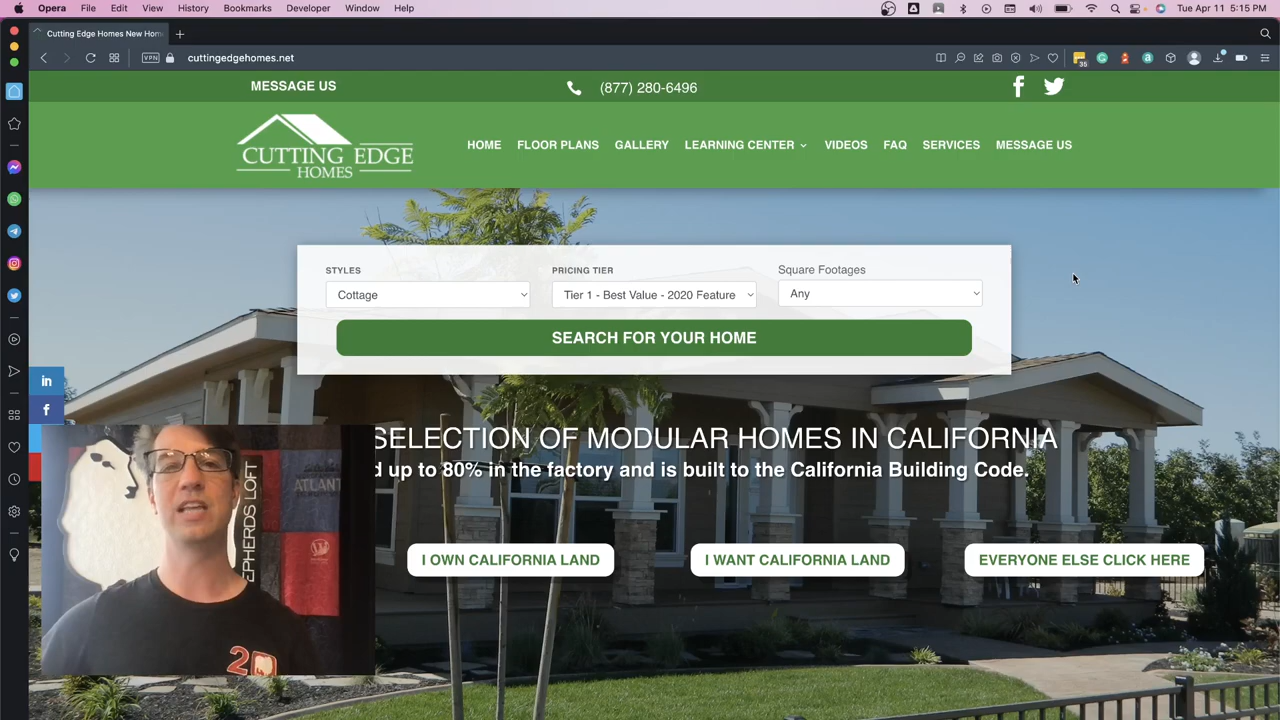 Opera File Edit View History Bookmarks Developer Window Help Tue Apr 11 5:15 PM
Cutting Edge Homes New Hom
VPN cuttingedgehomes.net
35
MESSAGE US (877) 280-6496
CUTTING EDGE
HOMES
HOME FLOOR PLANS GALLERY LEARNING CENTER VIDEOS FAQ SERVICES MESSAGE US
STYLES PRICING TIER Square Footages
Cottage Tier 1 - Best Value - 2020 Feature Any
SEARCH FOR YOUR HOME
SELECTION OF MODULAR HOMES IN CALIFORNIA
d up to 80% in the factory and is built to the California Building Code.
I OWN CALIFORNIA LAND I WANT CALIFORNIA LAND EVERYONE ELSE CLICK HERE
EPHERDS LOFT
ATLANT